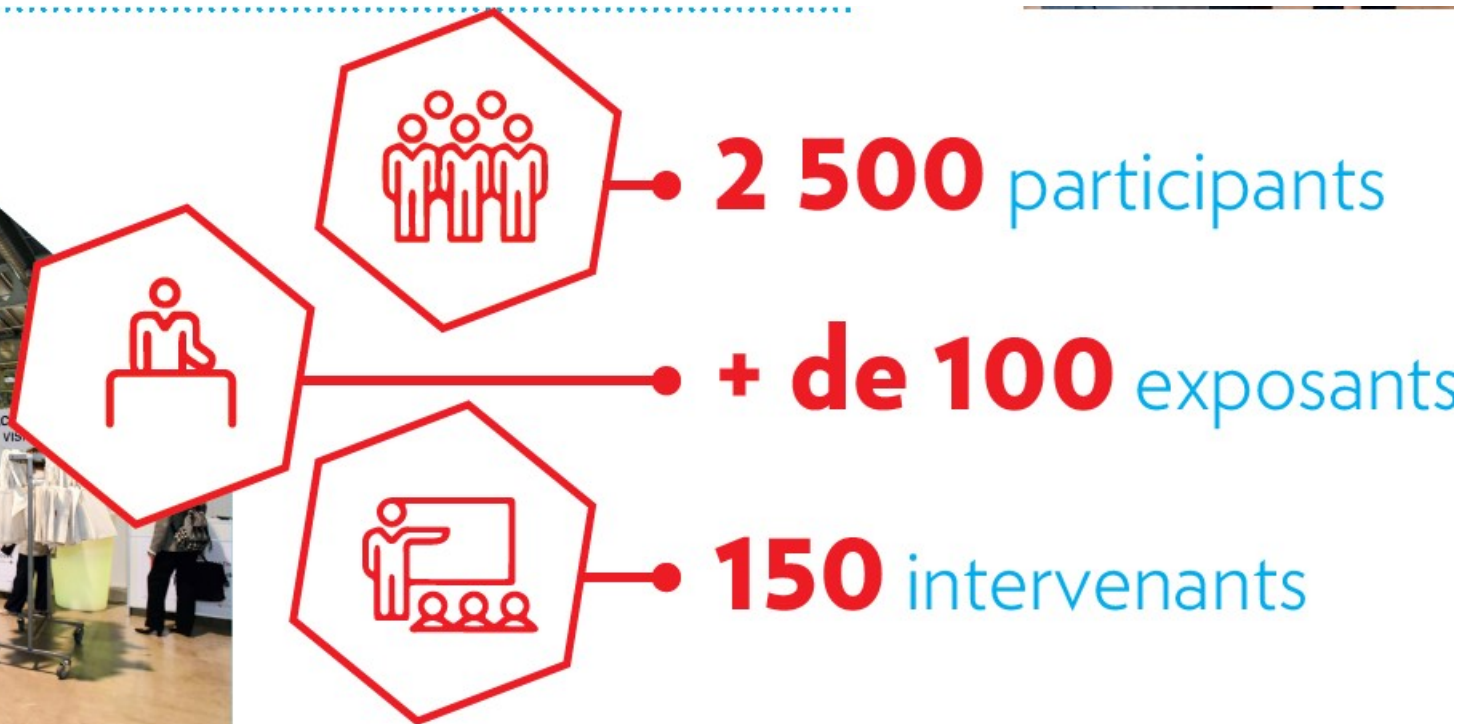 2 500 participants
+ de 100 exposants
150 intervenants